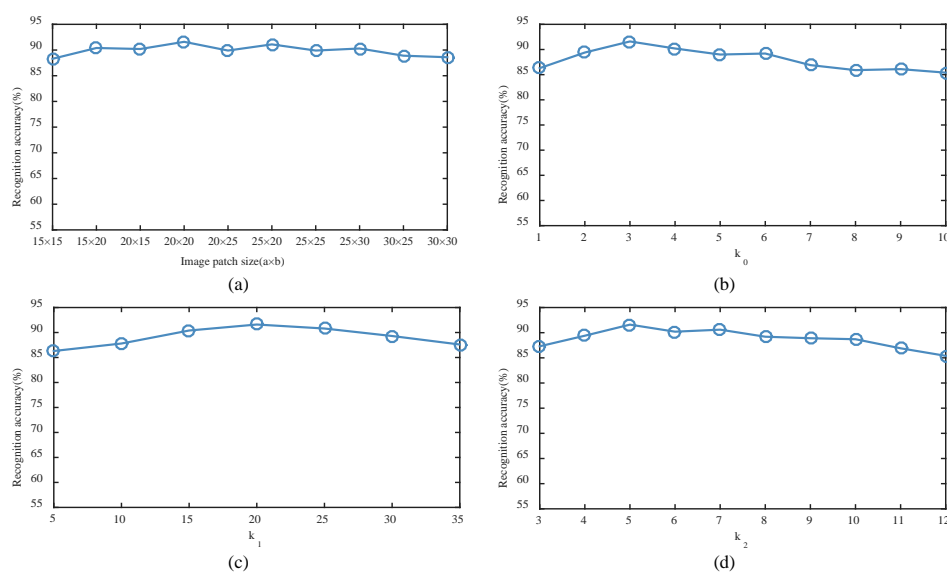 95
90
85
80
75
70
65
60
55
Recognition accuracy(%)
15×15 15×20 20×15 20×20 20×25 25×20 25×25 25×30 30×25 30×30
Image patch size(a×b)
(a)
95
90
85
80
75
70
65
60
55
Recognition accuracy(%)
1 2 3 4 5 6 7 8 9 10
k0
(b)
95
90
85
80
75
70
65
60
55
Recognition accuracy(%)
5 10 15 20 25 30 35
k1
(c)
95
90
85
80
75
70
65
60
55
Recognition accuracy(%)
3 4 5 6 7 8 9 10 11 12
k2
(d)